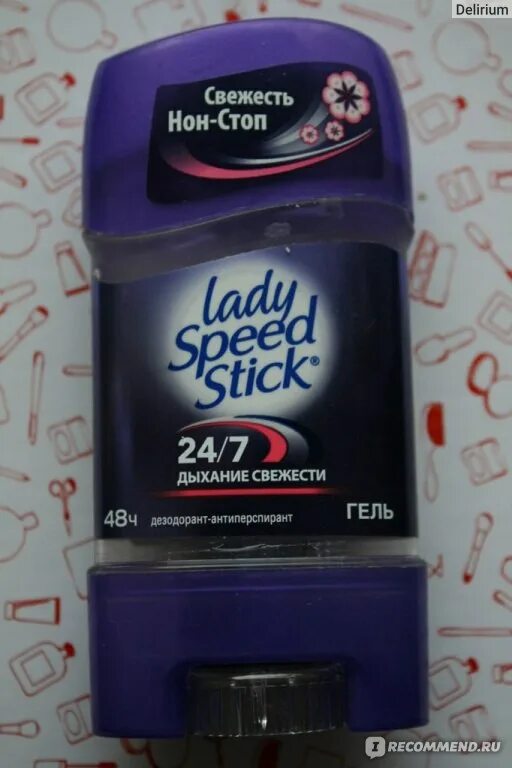 Delirium
Свежесть
Нон-Стоп
lady
Speed
Stick®
24/7
ДЫХАНИЕ СВЕЖЕСТИ
48ч дезодорант-антиперспирант ГЕЛЬ
I RECOMMEND.RU